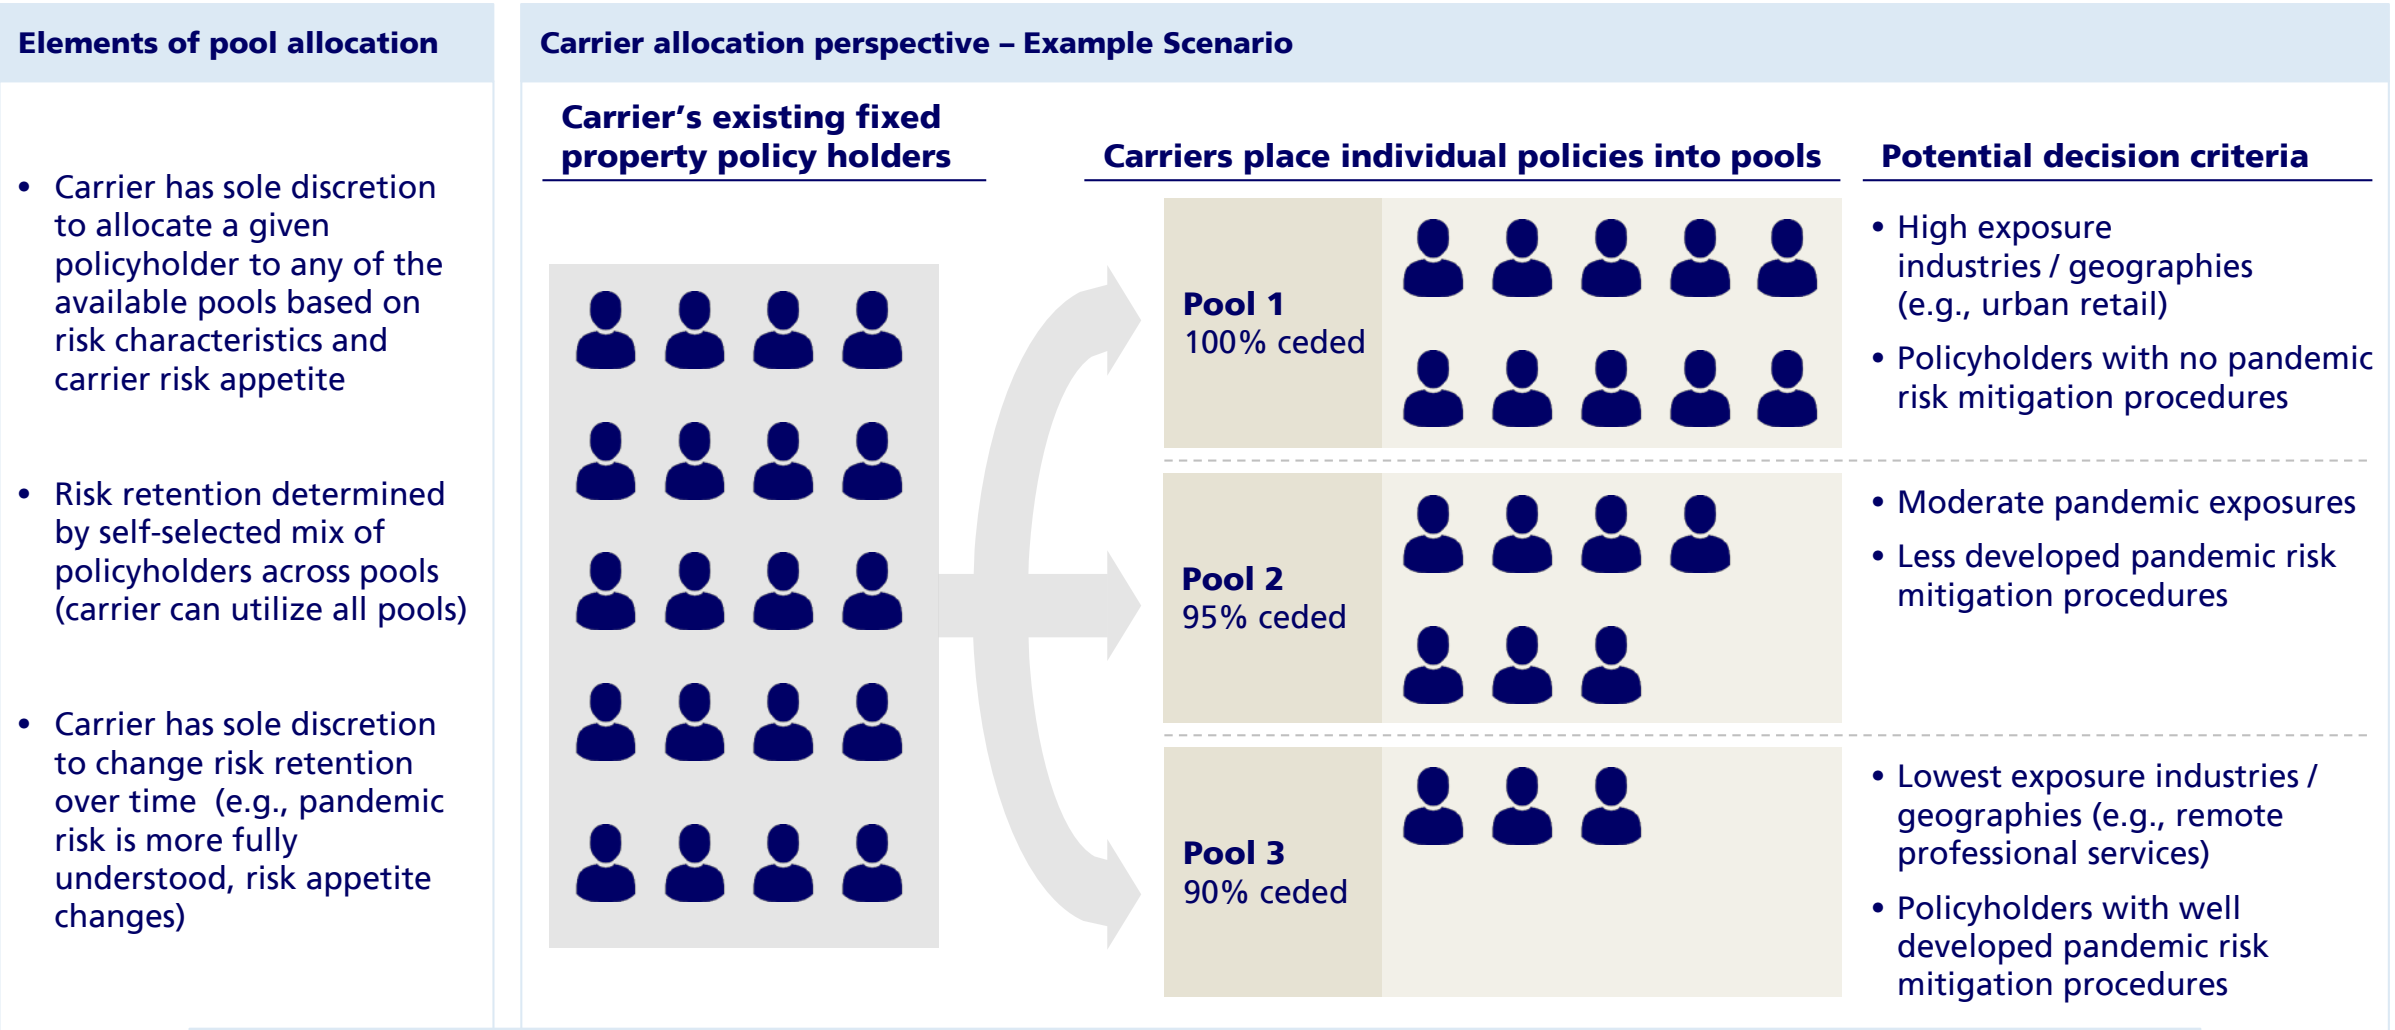 Elements of pool allocation
• Carrier has sole discretion
to allocate a given
policyholder to any of the
available pools based on
risk characteristics and
carrier risk appetite
• Risk retention determined
by self-selected mix of
policyholders across pools
(carrier can utilize all pools)
• Carrier has sole discretion
to change risk retention
over time (e.g., pandemic
risk is more fully
understood, risk appetite
changes)
Carrier allocation perspective – Example Scenario
Carrier’s existing fixed
property policy holders
Carriers place individual policies into pools
Potential decision criteria
Pool 1
100% ceded
• High exposure
industries / geographies
(e.g., urban retail)
• Policyholders with no pandemic
risk mitigation procedures
Pool 2
95% ceded
• Moderate pandemic exposures
• Less developed pandemic risk
mitigation procedures
Pool 3
90% ceded
• Lowest exposure industries /
geographies (e.g., remote
professional services)
• Policyholders with well
developed pandemic risk
mitigation procedures